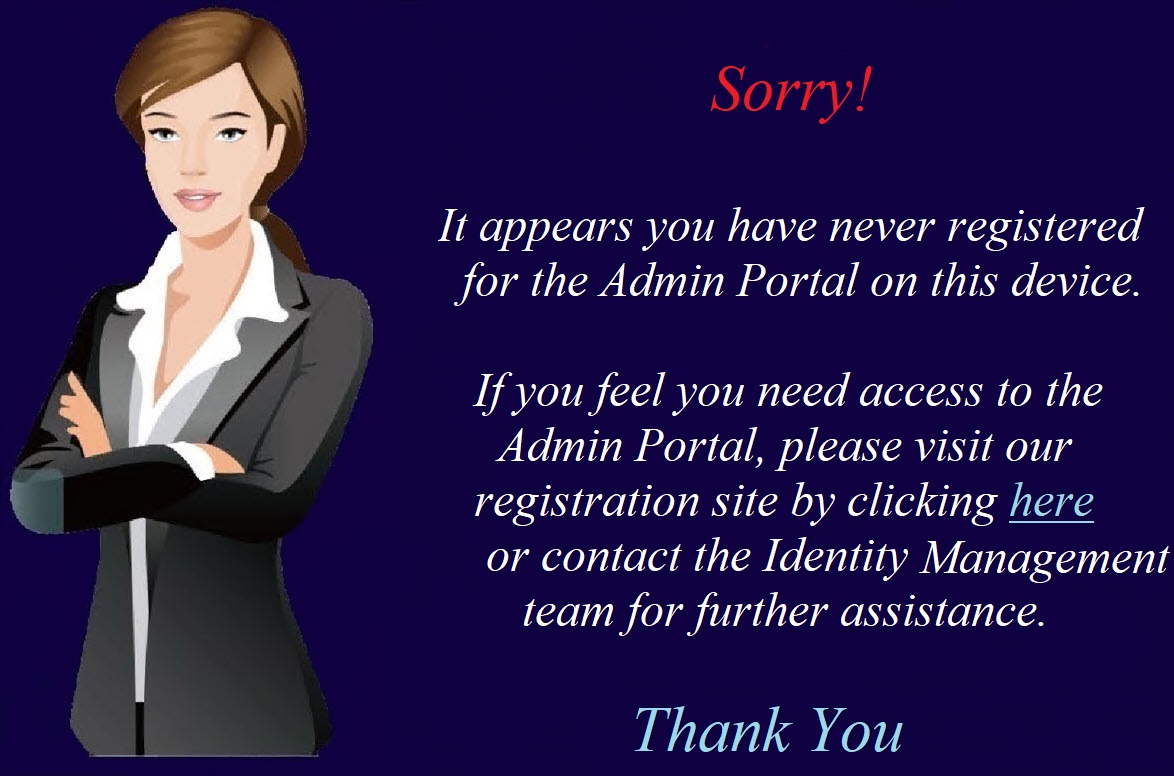 Sorry!
It appears you have never registered
for the Admin Portal on this device.
If you feel you need access to the
Admin Portal, please visit our
registration site by clicking here
or contact the Identity Management
team for further assistance.
Thank You